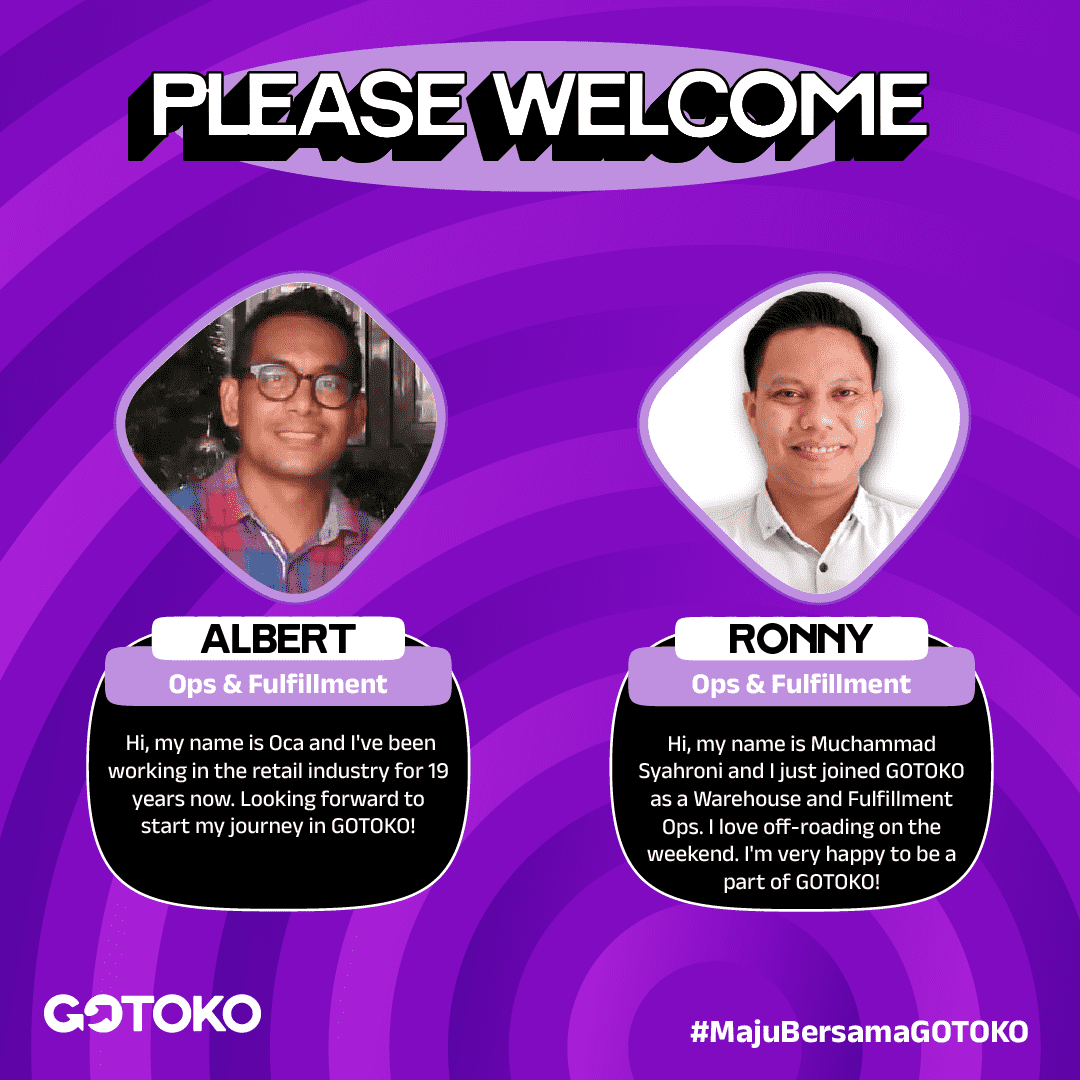 PLEASE WELCOME
ALBERT
Ops & Fulfillment
Hi, my name is Oca and I've been
working in the retail industry for 19
years now. Looking forward to
start my journey in GOTOKO!
RONNY
Ops & Fulfillment
Hi, my name is Muchammad
Syahroni and I just joined GOTOKO
as a Warehouse and Fulfillment
Ops. I love off-roading on the
weekend. I'm very happy to be a
part of GOTOKO!
GOTOKO
#MajuBersamaGOTOKO